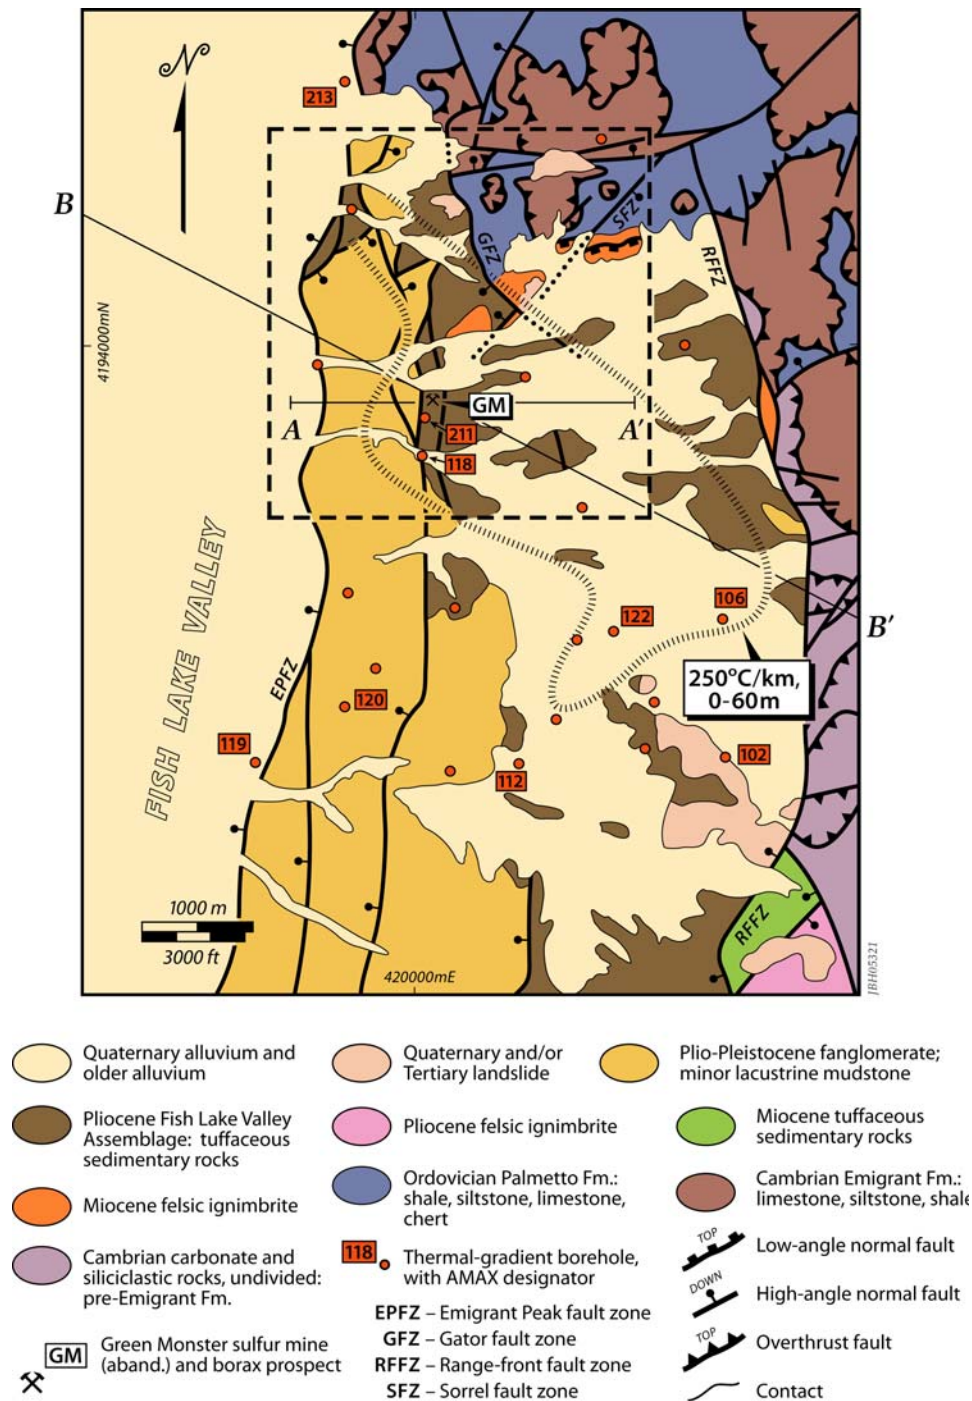 N
213
B
SFZ
GFZ
RFFZ
4194000mN
GM
A
A'
211
118
FISH LAKE VALLEY
EPFZ
106
122
B'
250°C/km,
0-60m
120
119
102
112
1000 m
3000 ft
RFFZ
420000mE
JBH05321
Quaternary alluvium and
older alluvium
Quaternary and/or
Tertiary landslide
Plio-Pleistocene fanglomerate;
minor lacustrine mudstone
Pliocene Fish Lake Valley
Assemblage: tuffaceous
sedimentary rocks
Pliocene felsic ignimbrite
Miocene tuffaceous
sedimentary rocks
Miocene felsic ignimbrite
Ordovician Palmetto Fm.:
shale, siltstone, limestone,
chert
Cambrian Emigrant Fm.:
limestone, siltstone, shale
Cambrian carbonate and
siliciclastic rocks, undivided:
pre-Emigrant Fm.
118
Thermal-gradient borehole,
with AMAX designator
TOP
Low-angle normal fault
DOWN
High-angle normal fault
TOP
Overthrust fault
Contact
EPFZ – Emigrant Peak fault zone
GFZ – Gator fault zone
RFFZ – Range-front fault zone
SFZ – Sorrel fault zone
GM
Green Monster sulfur mine
(aband.) and borax prospect